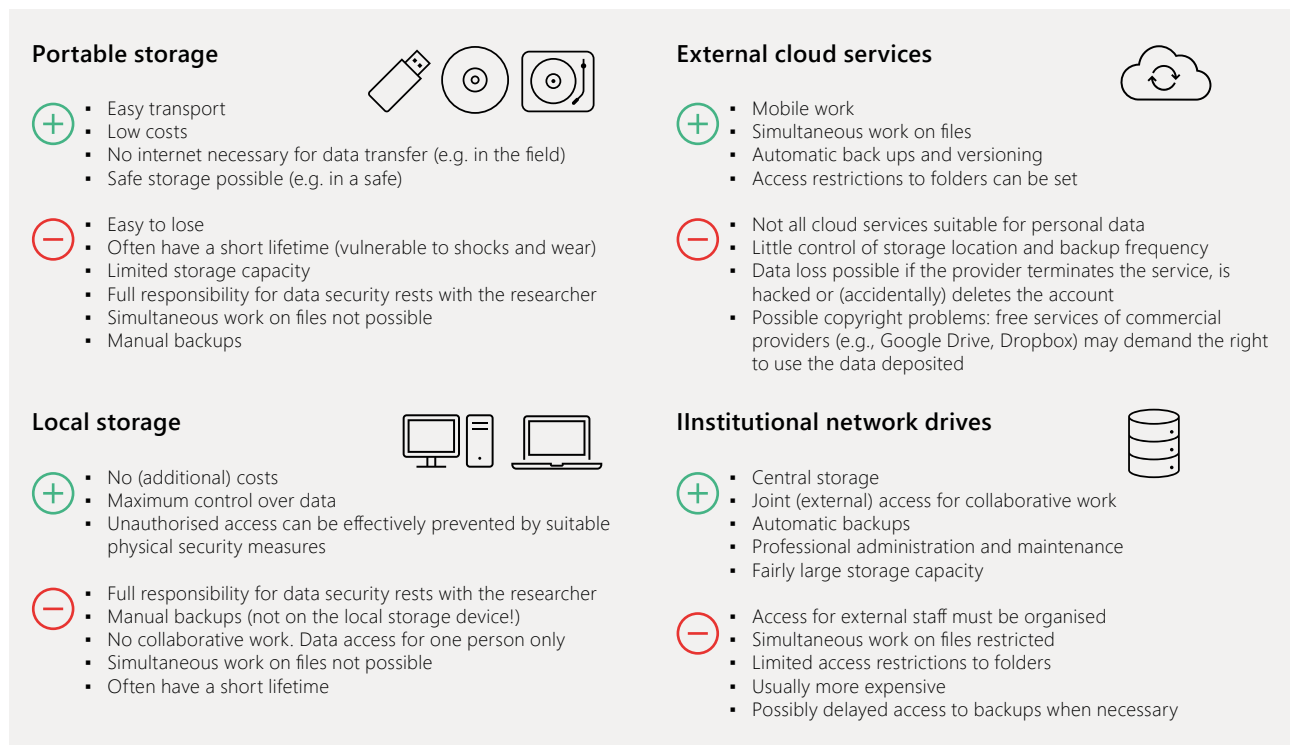 Portable storage
▪ Easy transport
▪ Low costs
▪ No internet necessary for data transfer (e.g. in the field)
▪ Safe storage possible (e.g. in a safe)
▪ Easy to lose
▪ Often have a short lifetime (vulnerable to shocks and wear)
▪ Limited storage capacity
▪ Full responsibility for data security rests with the researcher
▪ Simultaneous work on files not possible
▪ Manual backups
External cloud services
▪ Mobile work
▪ Simultaneous work on files
▪ Automatic back ups and versioning
▪ Access restrictions to folders can be set
▪ Not all cloud services suitable for personal data
▪ Little control of storage location and backup frequency
▪ Data loss possible if the provider terminates the service, is
hacked or (accidentally) deletes the account
▪ Possible copyright problems: free services of commercial
providers (e.g., Google Drive, Dropbox) may demand the right
to use the data deposited
Local storage
▪ No (additional) costs
▪ Maximum control over data
▪ Unauthorised access can be effectively prevented by suitable
physical security measures
▪ Full responsibility for data security rests with the researcher
▪ Manual backups (not on the local storage device!)
▪ No collaborative work. Data access for one person only
▪ Simultaneous work on files not possible
▪ Often have a short lifetime
IInstitutional network drives
▪ Central storage
▪ Joint (external) access for collaborative work
▪ Automatic backups
▪ Professional administration and maintenance
▪ Fairly large storage capacity
▪ Access for external staff must be organised
▪ Simultaneous work on files restricted
▪ Limited access restrictions to folders
▪ Usually more expensive
▪ Possibly delayed access to backups when necessary